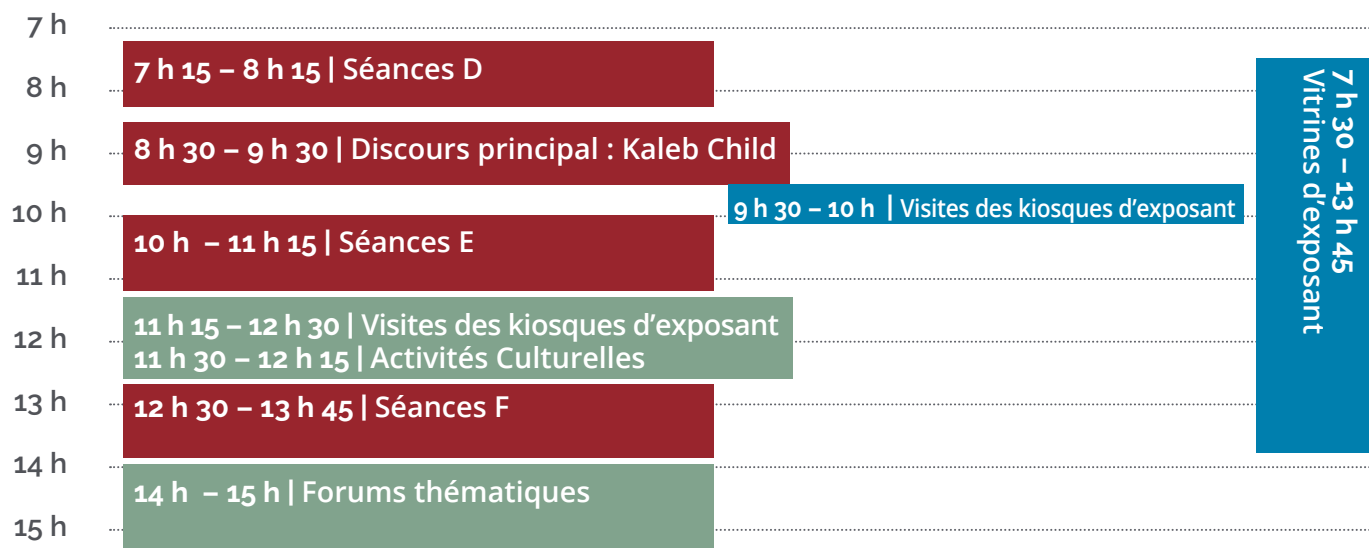 7 h
7 h 15 – 8 h 15 | Séances D
8 h
8 h 30 – 9 h 30 | Discours principal : Kaleb Child
9 h
9 h 30 – 10 h | Visites des kiosques d’exposant
10 h
10 h – 11 h 15 | Séances E
11 h
11 h 15 – 12 h 30 | Visites des kiosques d’exposant
12 h
11 h 30 – 12 h 15 | Activités Culturelles
13 h
12 h 30 – 13 h 45 | Séances F
14 h
14 h – 15 h | Forums thématiques
15 h
7 h 30 – 13 h 45
Vitrines d’exposant